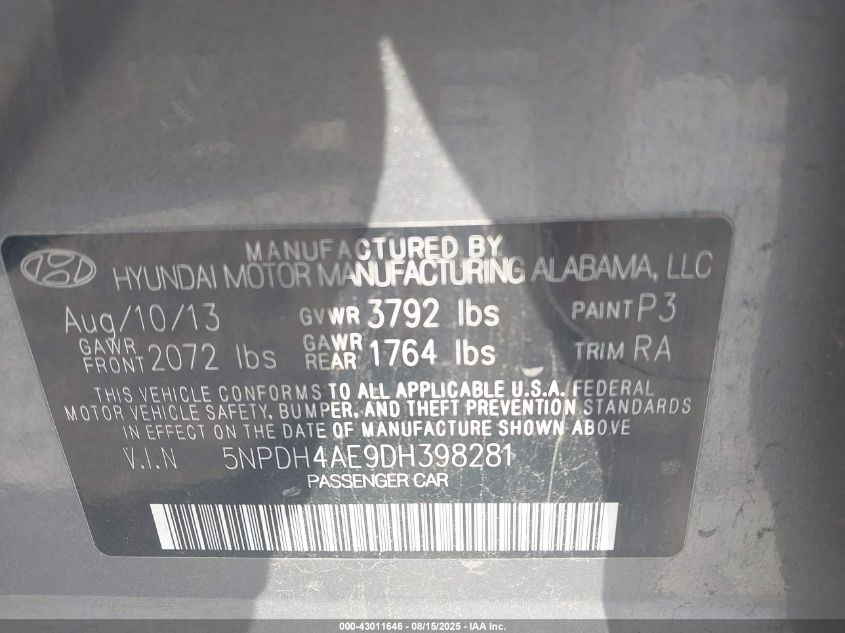 MANUFACTURED BY
HYUNDAI MOTOR MANUFACTURING ALABAMA, LLC
Aug/10/13 GVWR 3792 lbs PAINT P3
GAWR FRONT 2072 lbs GAWR REAR 1764 lbs TRIM RA
THIS VEHICLE CONFORMS TO ALL APPLICABLE U.S.A. FEDERAL
MOTOR VEHICLE SAFETY, BUMPER, AND THEFT PREVENTION STANDARDS
IN EFFECT ON THE DATE OF MANUFACTURE SHOWN ABOVE
V.I.N 5NPDH4AE9DH398281
PASSENGER CAR
000-43011646 - 08/15/2025 - IAA Inc.